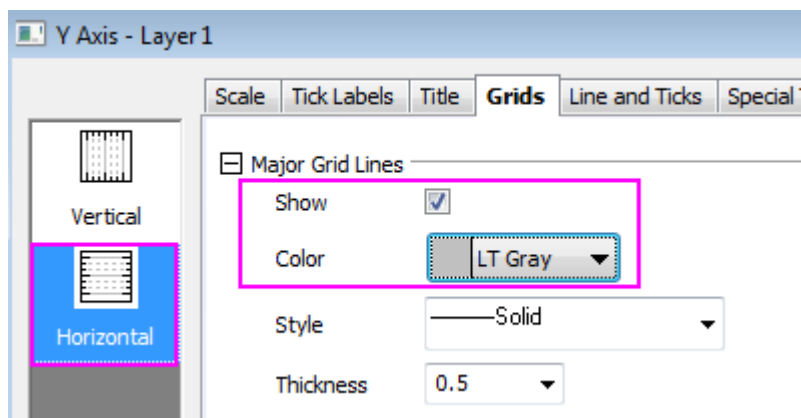 Y Axis - Layer 1
Scale Tick Labels Title Grids Line and Ticks Special
Major Grid Lines
Vertical
Show
Color LT Gray
Horizontal
Style Solid
Thickness 0.5